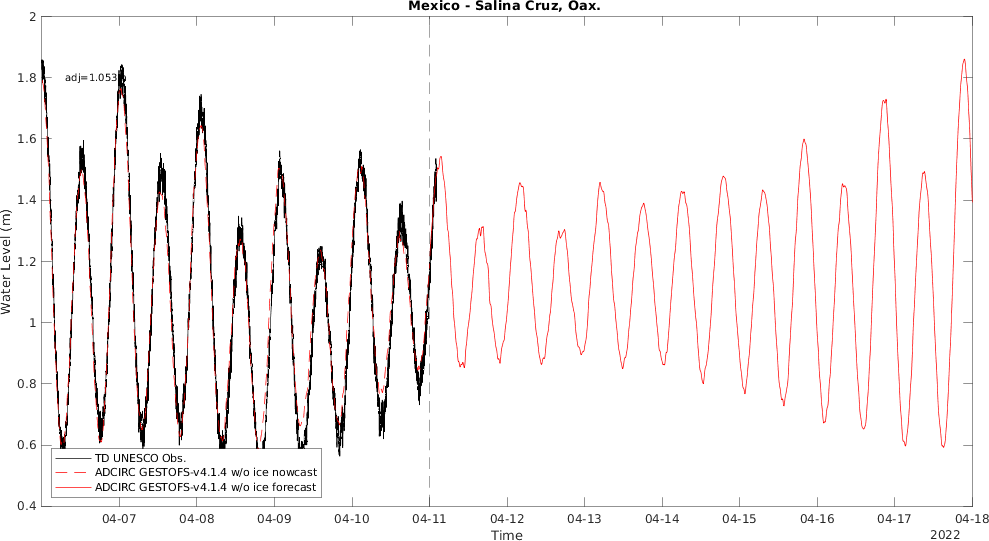 Mexico - Salina Cruz, Oax.
2
1.8
1.6
1.4
1.2
1
0.8
0.6
0.4
Water Level (m)
adj=1.053
TD UNESCO Obs.
ADCIRC GESTOFS-v4.1.4 w/o ice nowcast
ADCIRC GESTOFS-v4.1.4 w/o ice forecast
04-07 04-08 04-09 04-10 04-11 04-12 04-13 04-14 04-15 04-16 04-17 04-18
Time
2022